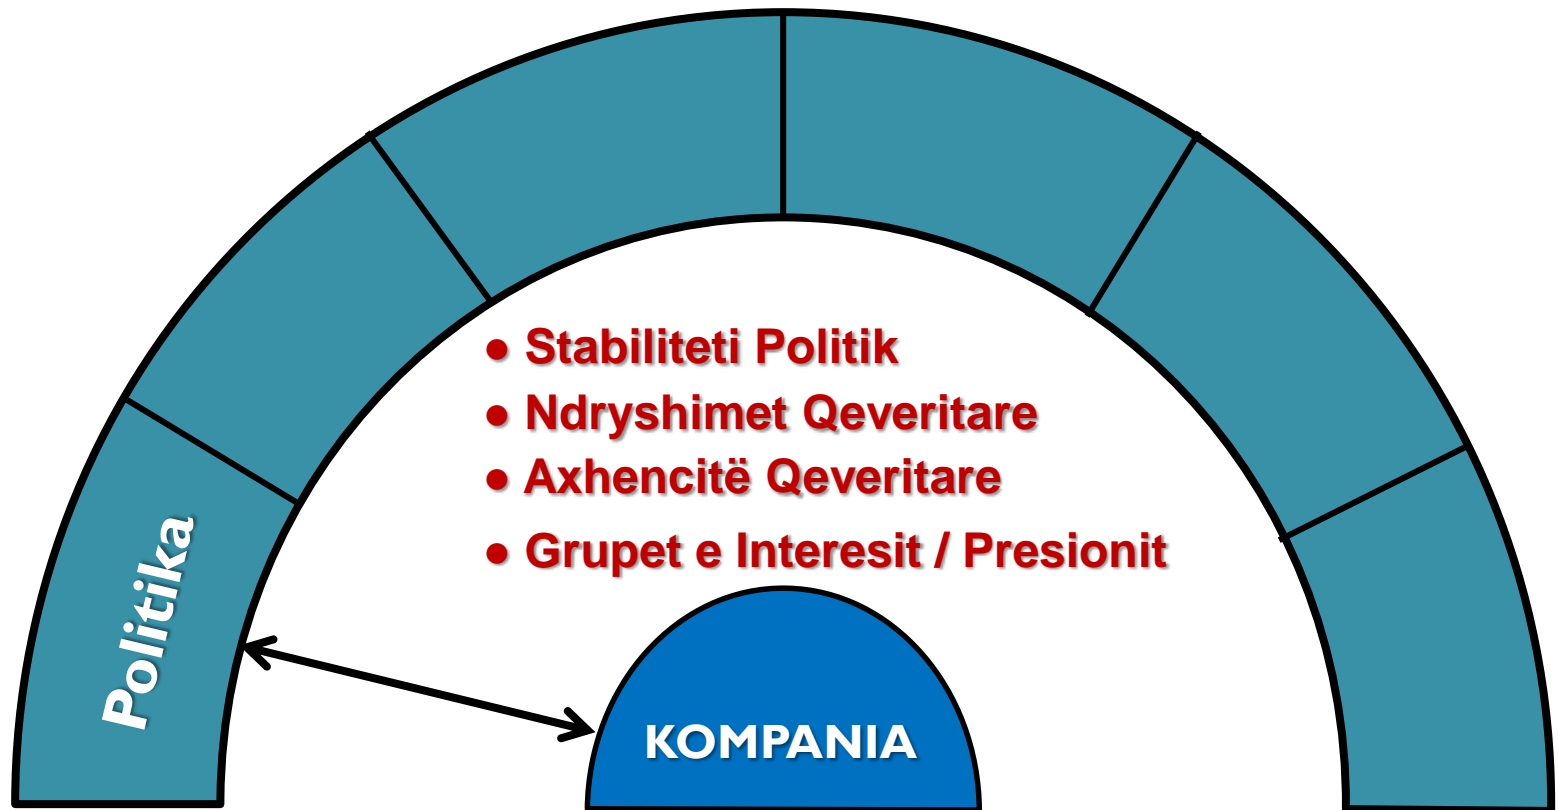 ● Stabiliteti Politik
● Ndryshimet Qeveritare
● Axhencitë Qeveritare
● Grupet e Interesit / Presionit
Politika
KOMPANIA